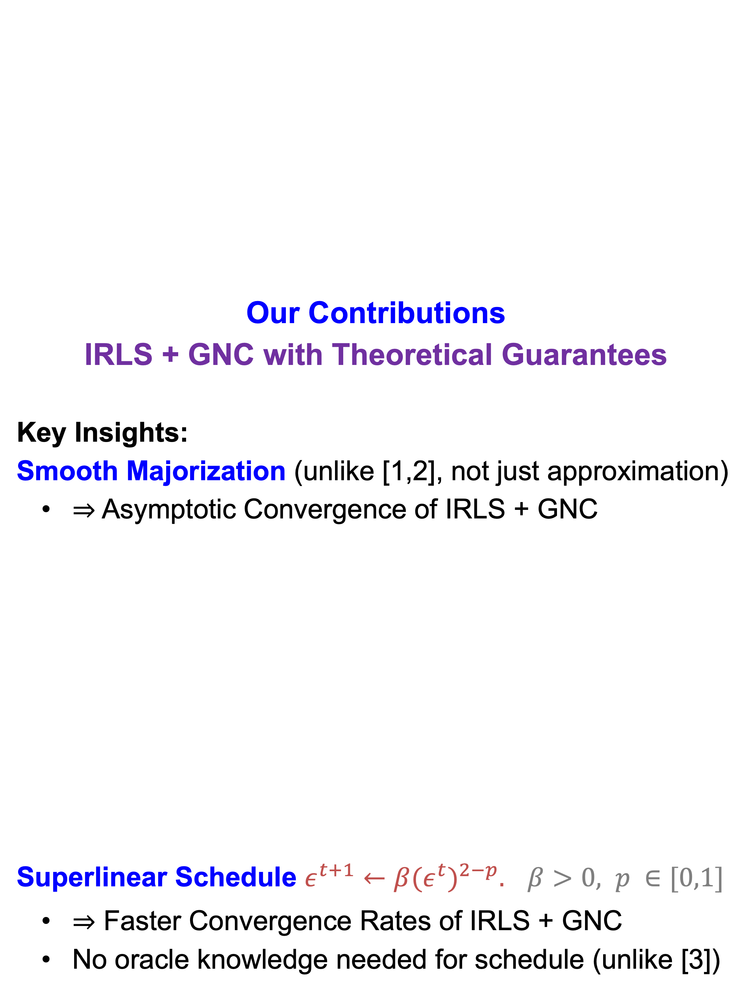 Our Contributions
IRLS + GNC with Theoretical Guarantees
Key Insights:
Smooth Majorization (unlike [1,2], not just approximation)
• ⇒ Asymptotic Convergence of IRLS + GNC
Superlinear Schedule $\epsilon^{t+1} \leftarrow \beta(\epsilon^t)^{2-p}$. $\beta > 0, \ p \in [0,1]$
• ⇒ Faster Convergence Rates of IRLS + GNC
• No oracle knowledge needed for schedule (unlike [3])